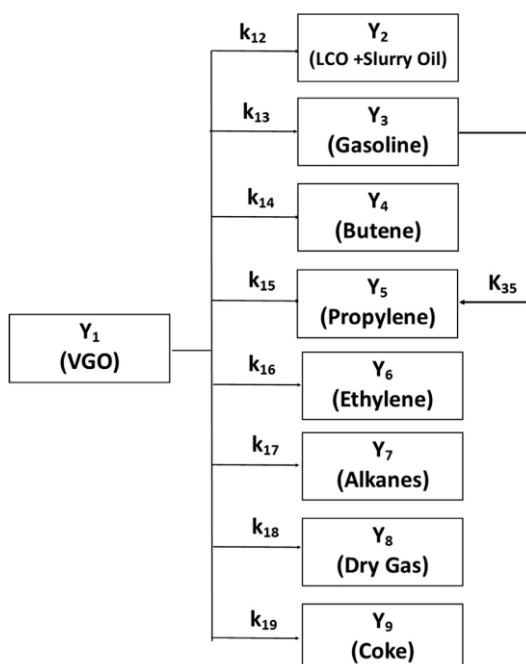 k₁₂
Y₂
(LCO +Slurry Oil)
k₁₃
Y₃
(Gasoline)
k₁₄
Y₄
(Butene)
k₁₅
Y₅
(Propylene)
K₃₅
Y₁
(VGO)
k₁₆
Y₆
(Ethylene)
k₁₇
Y₇
(Alkanes)
k₁₈
Y₈
(Dry Gas)
k₁₉
Y₉
(Coke)